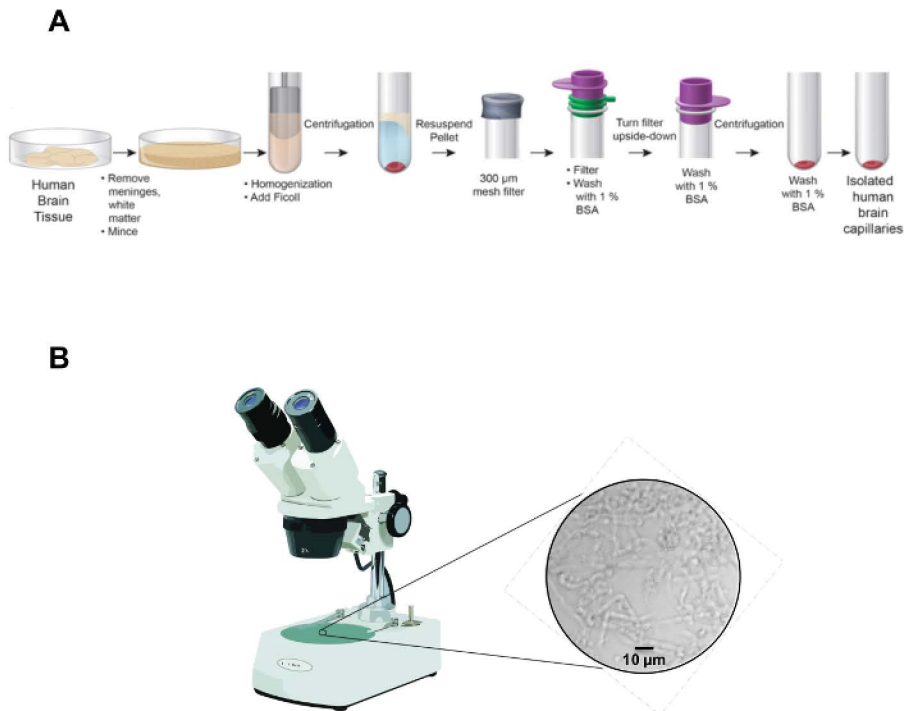 A
Centrifugation
Resuspend
Pellet
Turn filter
upside-down
Centrifugation
Human
Brain
Tissue
• Remove
meninges,
white
matter
• Mince
• Homogenization
• Add Ficoll
300 µm
mesh filter
• Filter
• Wash
with 1 %
BSA
Wash
with 1 %
BSA
Wash
with 1 %
BSA
Isolated
human
brain
capillaries
B
10 µm